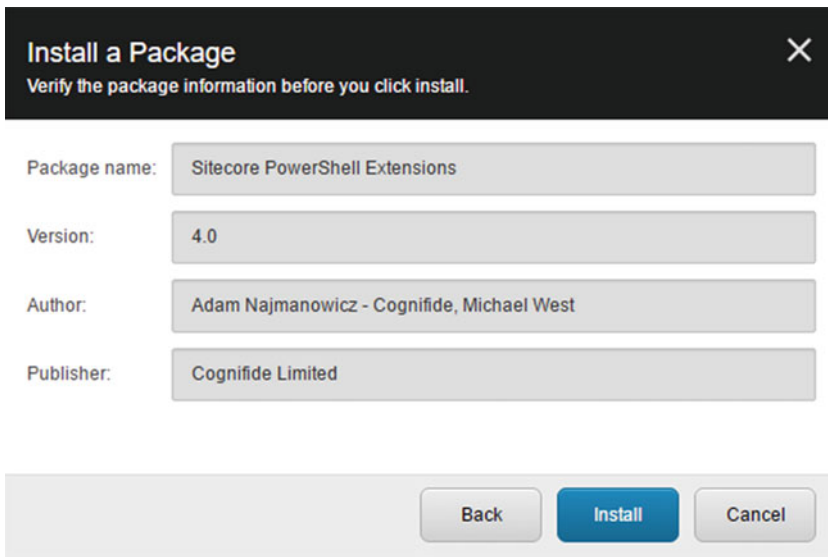 Install a Package
Verify the package information before you click install.
Package name: Sitecore PowerShell Extensions
Version: 4.0
Author: Adam Najmanowicz - Cognifide, Michael West
Publisher: Cognifide Limited
Back Install Cancel